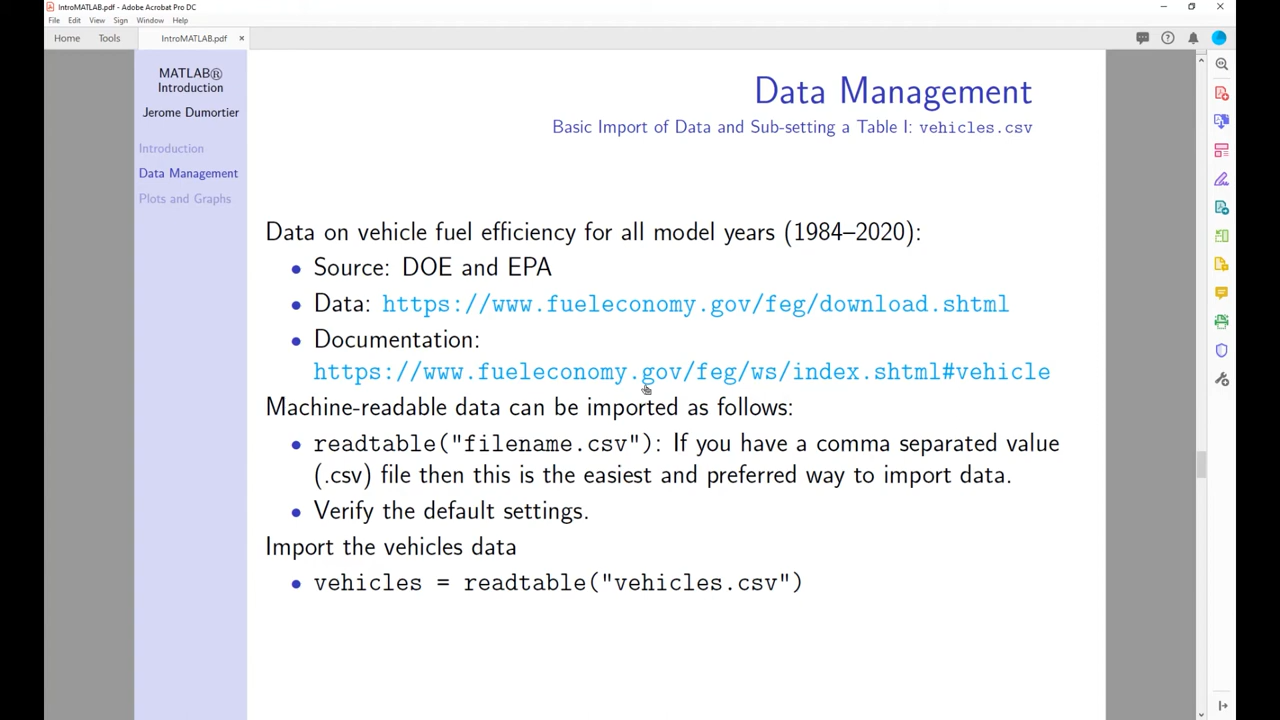 IntroMATLAB.pdf - Adobe Acrobat Pro DC
File Edit View Sign Window Help
Home Tools IntroMATLAB.pdf ×
MATLAB®
Introduction
Jerome Dumortier
Introduction
Data Management
Plots and Graphs
Data Management
Basic Import of Data and Sub-setting a Table I: vehicles.csv
Data on vehicle fuel efficiency for all model years (1984–2020):
• Source: DOE and EPA
• Data: https://www.fueleconomy.gov/feg/download.shtml
• Documentation:
https://www.fueleconomy.gov/feg/ws/index.shtml#vehicle
Machine-readable data can be imported as follows:
• readtable("filename.csv"): If you have a comma separated value
(.csv) file then this is the easiest and preferred way to import data.
• Verify the default settings.
Import the vehicles data
• vehicles = readtable("vehicles.csv")